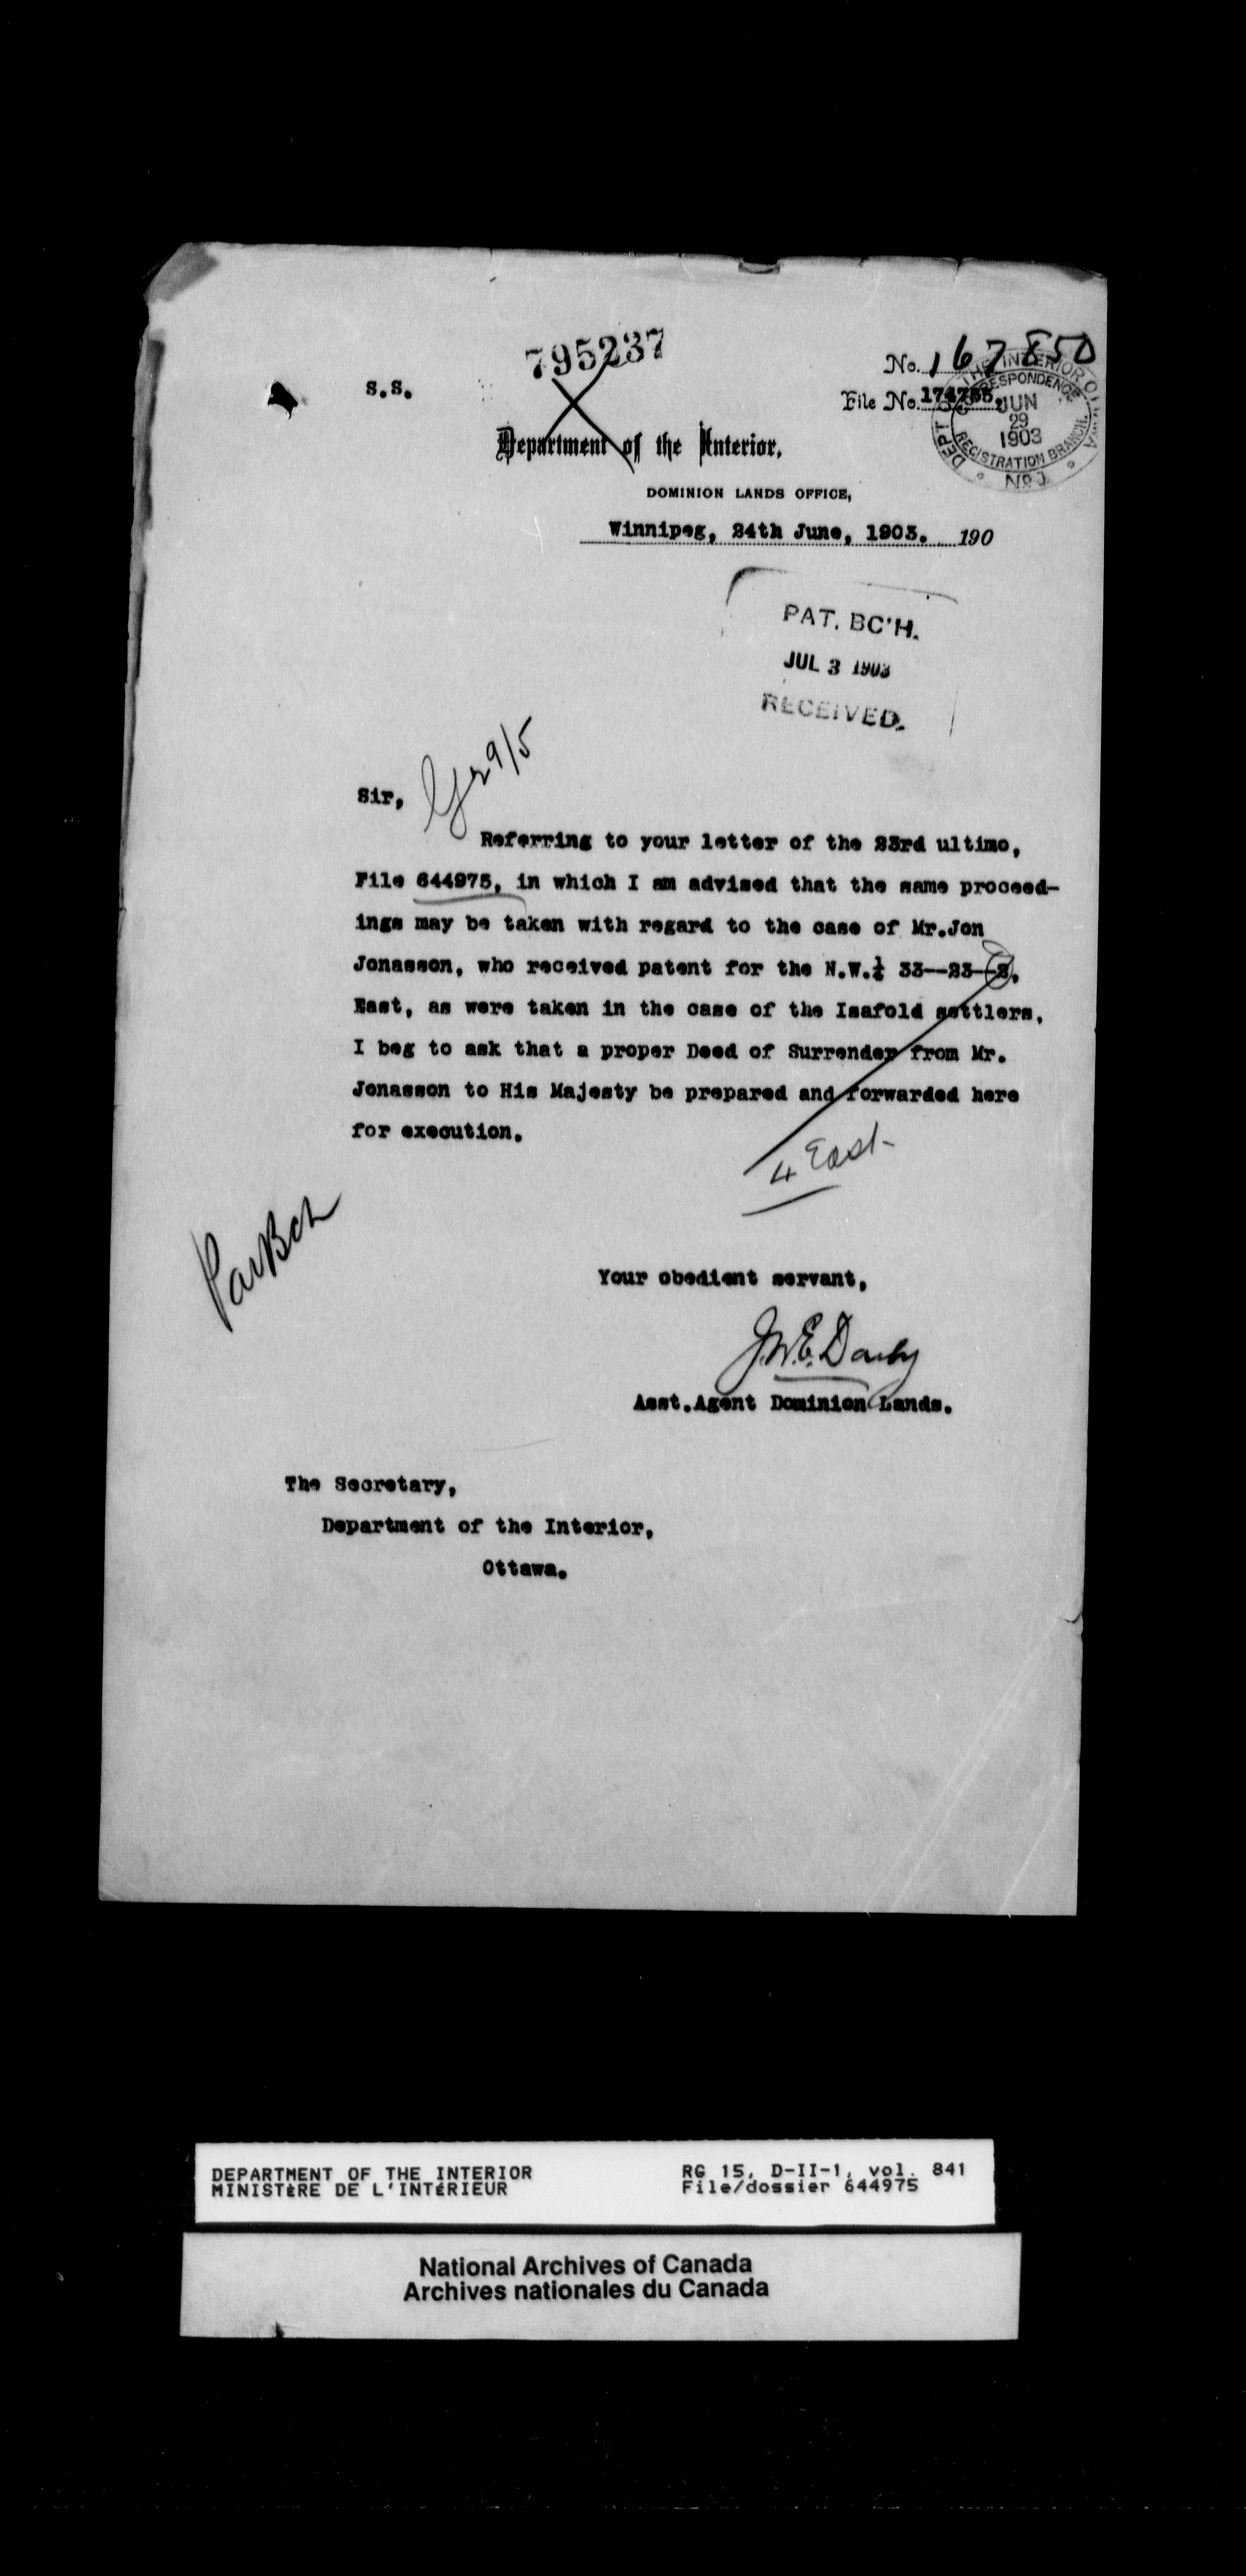 795237
No. 167850
S.S.
File No. 174755.
DEPT OF THE INTERIOR OTTAWA
CORRESPONDENCE
JUN
29
1903
REGISTRATION BRANCH.
No 1
Department of the Interior,
DOMINION LANDS OFFICE,
Winnipeg, 24th June, 1903. 190
PAT. BC'H.
JUL 3 1903
RECEIVED.
Sir,
Referring to your letter of the 23rd ultimo,
File 644975, in which I am advised that the same proceed-
ings may be taken with regard to the case of Mr.Jon
Jonasson, who received patent for the N.W.¼ 33--23--2,
East, as were taken in the case of the Isafold settlers,
I beg to ask that a proper Deed of Surrender from Mr.
Jonasson to His Majesty be prepared and forwarded here
for execution.
4 East
Pat Bch
Your obedient servant,
Asst.Agent Dominion Lands.
The Secretary,
Department of the Interior,
Ottawa.
DEPARTMENT OF THE INTERIOR RG 15, D-II-1, vol. 841
MINISTÈRE DE L'INTÉRIEUR File/dossier 644975
National Archives of Canada
Archives nationales du Canada